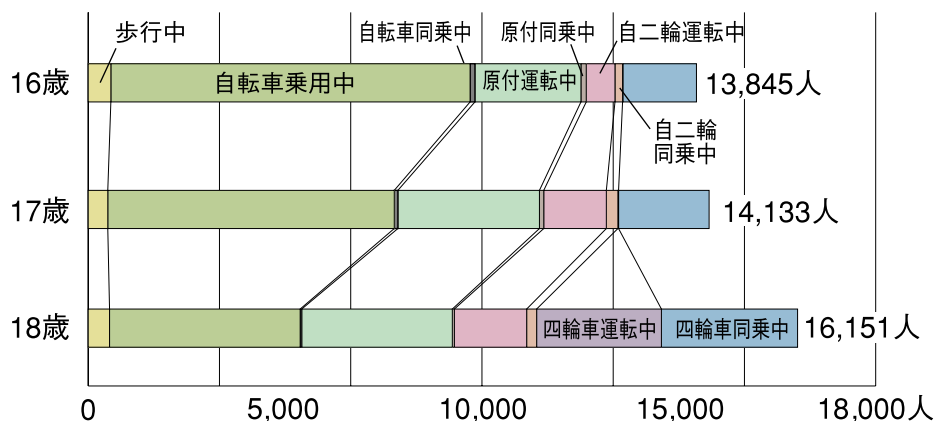 歩行中
自転車同乗中
原付同乗中
自二輪運転中
16歳
自転車乗用中
原付運転中
13,845人
自二輪
同乗中
17歳
14,133人
18歳
四輪車運転中
四輪車同乗中
16,151人
0
5,000
10,000
15,000
18,000人